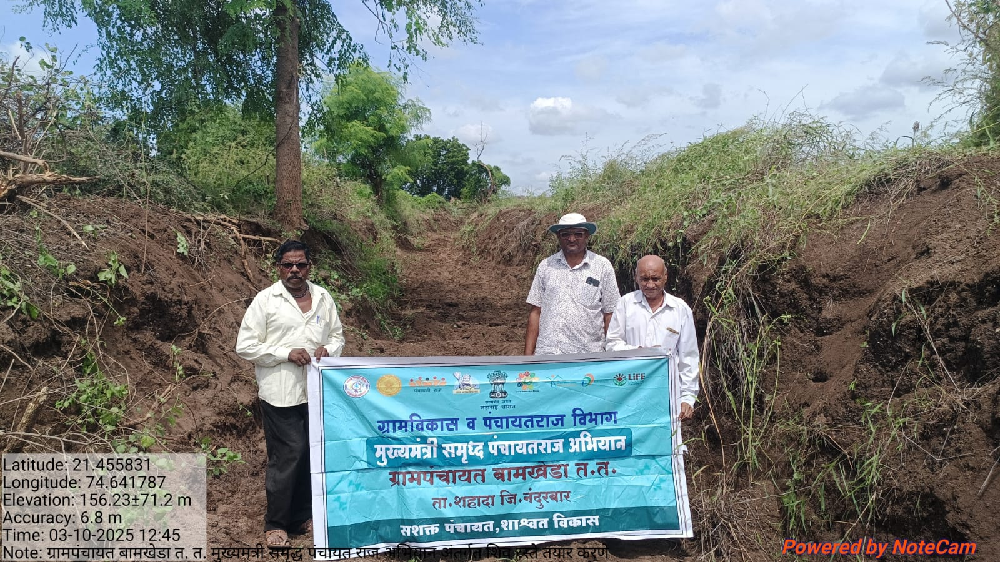 पंचायती राज
सत्यमेव जयते
महाराष्ट्र शासन
LiFE
ग्रामविकास व पंचायतराज विभाग
मुख्यमंत्री समृध्द पंचायतराज अभियान
ग्रामपंचायत बामखेडा त.त.
ता.शहादा जि.नंदुरबार
सशक्त पंचायत,शाश्वत विकास
Latitude: 21.455831
Longitude: 74.641787
Elevation: 156.23±71.2 m
Accuracy: 6.8 m
Time: 03-10-2025 12:45
Note: ग्रामपंचायत बामखेडा त. त. मुख्यमंत्री समृद्ध पंचायत राज अभियान अंतर्गत शिव रस्ते तयार करणे
Powered by NoteCam